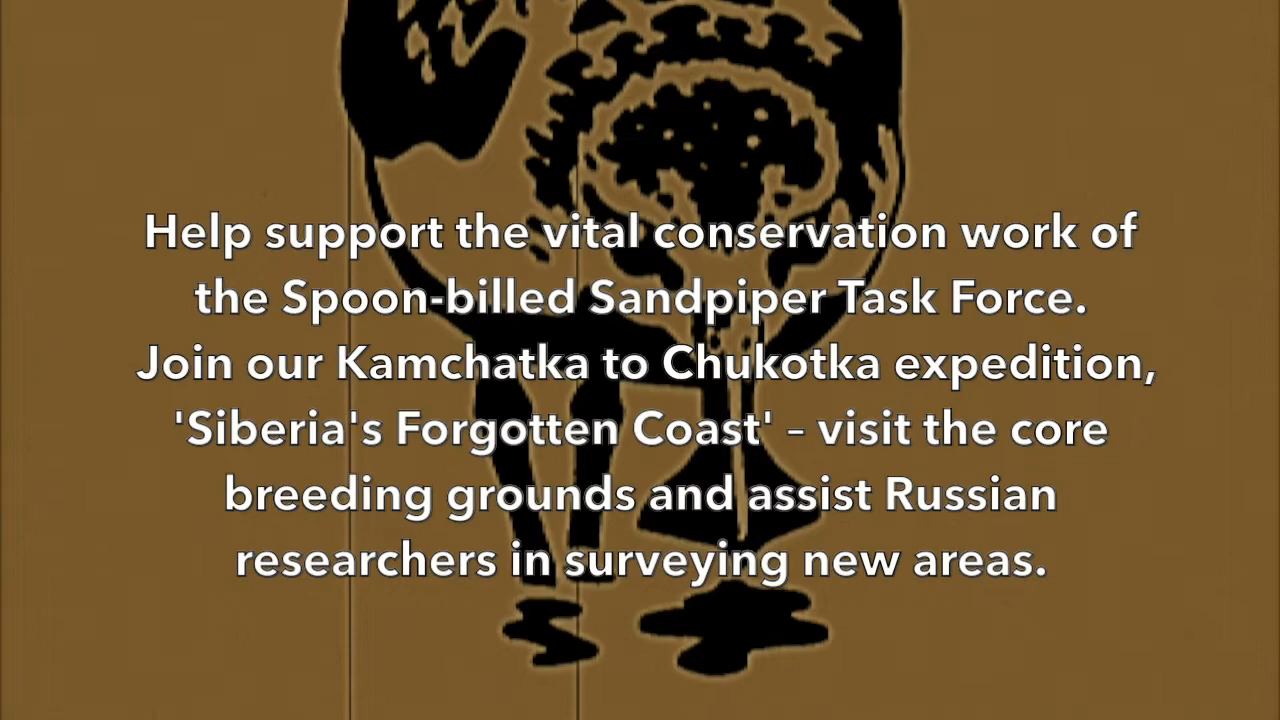 Help support the vital conservation work of
the Spoon-billed Sandpiper Task Force.
Join our Kamchatka to Chukotka expedition,
'Siberia's Forgotten Coast' – visit the core
breeding grounds and assist Russian
researchers in surveying new areas.